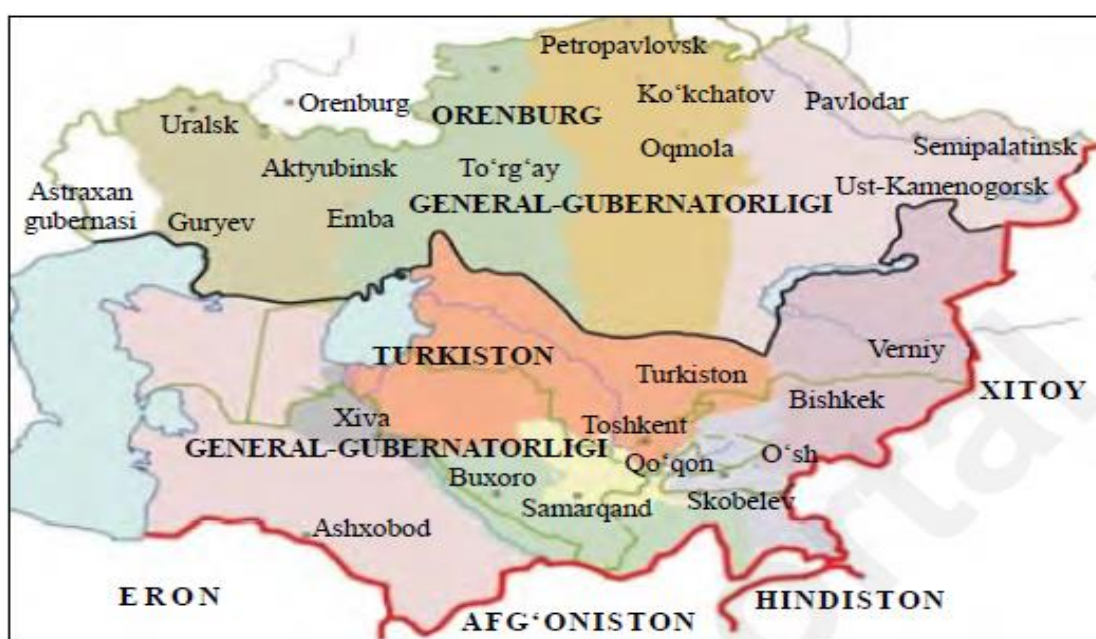 Petropavlovsk
Orenburg
Ko‘kchatov
Pavlodar
Uralsk
ORENBURG
Oqmola
Semipalatinsk
Aktyubinsk
To‘rg‘ay
Ust-Kamenogorsk
Astraxan
gubernasi
Guryev
Emba
GENERAL-GUBERNATORLIGI
TURKISTON
Verniy
Turkiston
XITOY
Bishkek
Xiva
Toshkent
GENERAL-GUBERNATORLIGI
Qo‘qon
O‘sh
Buxoro
Samarqand
Skobelev
Ashxobod
ERON
AFG‘ONISTON
HINDISTON